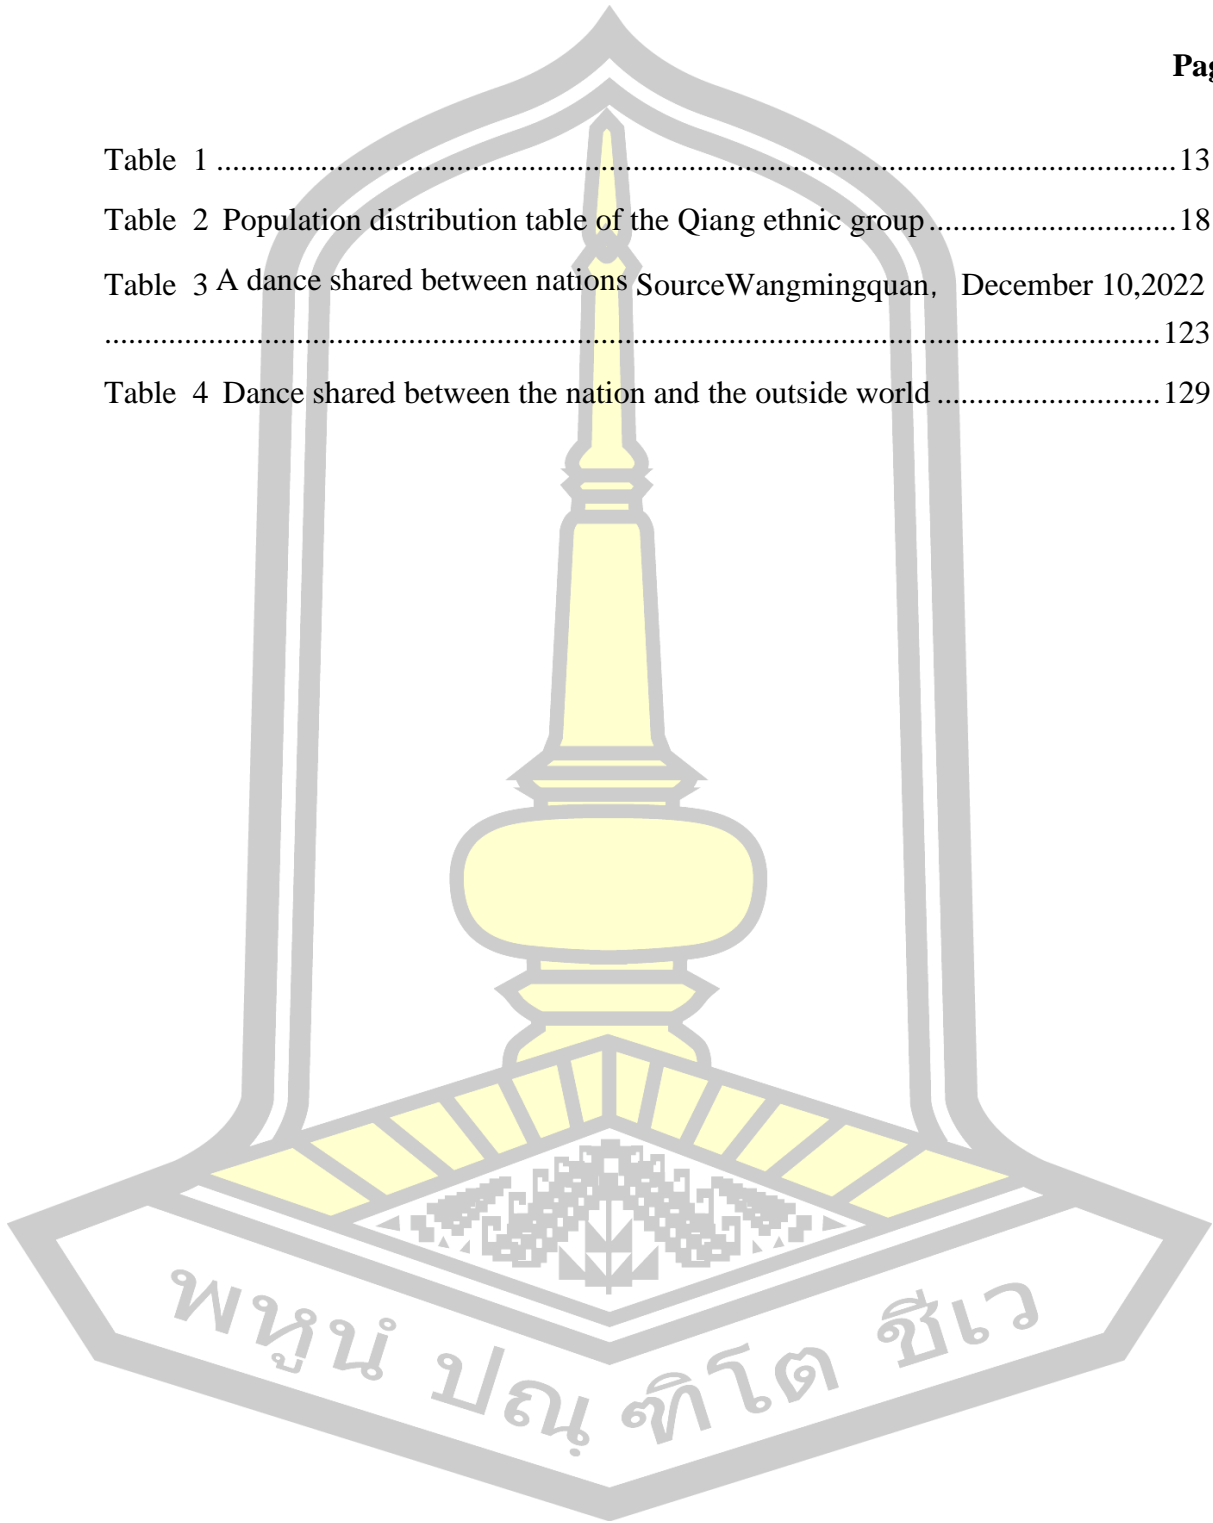 Pag
Table 1 ........................................................................................................................ 13
Table 2 Population distribution table of the Qiang ethnic group ............................... 18
Table 3 A dance shared between nations SourceWangmingquan， December 10,2022
.................................................................................................................................... 123
Table 4 Dance shared between the nation and the outside world ............................ 129
พหูนํ ปณฺฑิโต ชีเว